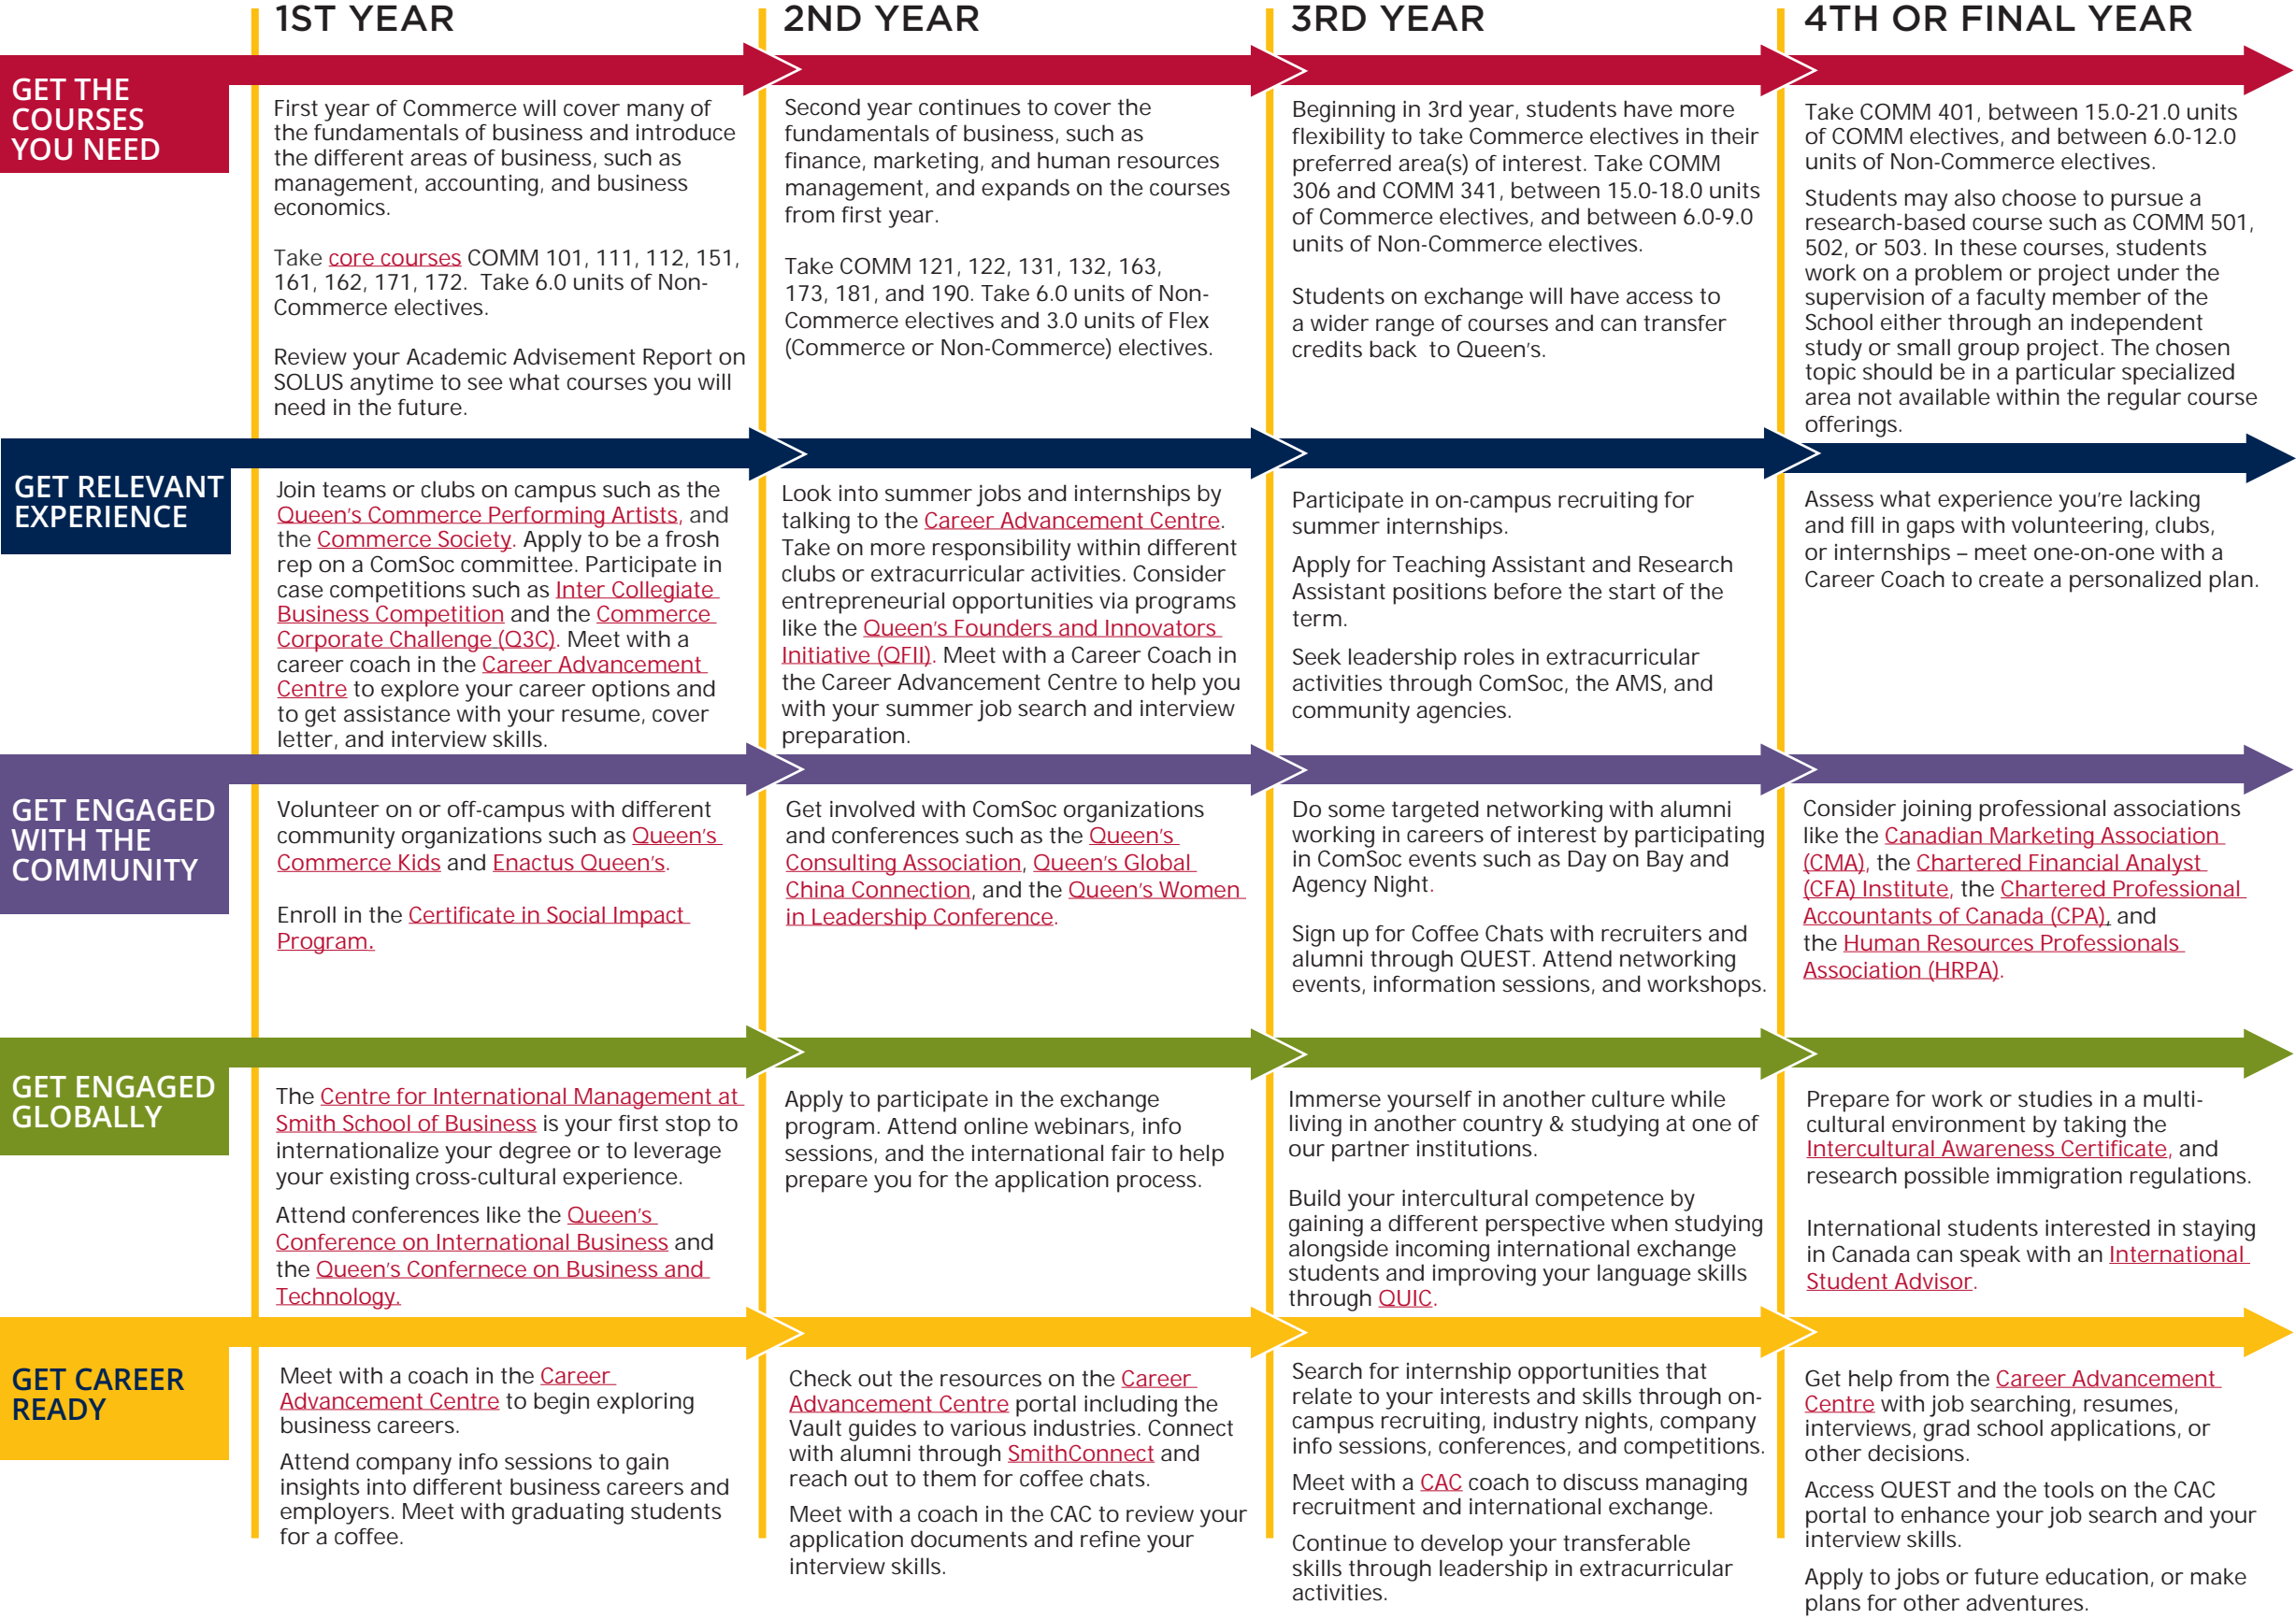 1ST YEAR
2ND YEAR
3RD YEAR
4TH OR FINAL YEAR
GET THE
COURSES
YOU NEED
First year of Commerce will cover many of
the fundamentals of business and introduce
the different areas of business, such as
management, accounting, and business
economics.
Take core courses COMM 101, 111, 112, 151,
161, 162, 171, 172.  Take 6.0 units of Non-
Commerce electives.
Review your Academic Advisement Report on
SOLUS anytime to see what courses you will
need in the future.
Second year continues to cover the
fundamentals of business, such as
finance, marketing, and human resources
management, and expands on the courses
from first year.
Take COMM 121, 122, 131, 132, 163,
173, 181, and 190. Take 6.0 units of Non-
Commerce electives and 3.0 units of Flex
(Commerce or Non-Commerce) electives.
Beginning in 3rd year, students have more
flexibility to take Commerce electives in their
preferred area(s) of interest. Take COMM
306 and COMM 341, between 15.0-18.0 units
of Commerce electives, and between 6.0-9.0
units of Non-Commerce electives.
Students on exchange will have access to
a wider range of courses and can transfer
credits back  to Queen's.
Take COMM 401, between 15.0-21.0 units
of COMM electives, and between 6.0-12.0
units of Non-Commerce electives.
Students may also choose to pursue a
research-based course such as COMM 501,
502, or 503. In these courses, students
work on a problem or project under the
supervision of a faculty member of the
School either through an independent
study or small group project. The chosen
topic should be in a particular specialized
area not available within the regular course
offerings.
GET RELEVANT
EXPERIENCE
Join teams or clubs on campus such as the
Queen's Commerce Performing Artists, and
the Commerce Society. Apply to be a frosh
rep on a ComSoc committee. Participate in
case competitions such as Inter Collegiate
Business Competition and the Commerce
Corporate Challenge (Q3C). Meet with a
career coach in the Career Advancement
Centre to explore your career options and
to get assistance with your resume, cover
letter, and interview skills.
Look into summer jobs and internships by
talking to the Career Advancement Centre.
Take on more responsibility within different
clubs or extracurricular activities. Consider
entrepreneurial opportunities via programs
like the Queen's Founders and Innovators
Initiative (QFII). Meet with a Career Coach in
the Career Advancement Centre to help you
with your summer job search and interview
preparation.
Participate in on-campus recruiting for
summer internships.
Apply for Teaching Assistant and Research
Assistant positions before the start of the
term.
Seek leadership roles in extracurricular
activities through ComSoc, the AMS, and
community agencies.
Assess what experience you're lacking
and fill in gaps with volunteering, clubs,
or internships – meet one-on-one with a
Career Coach to create a personalized plan.
GET ENGAGED
WITH THE
COMMUNITY
Volunteer on or off-campus with different
community organizations such as Queen's
Commerce Kids and Enactus Queen's.
Enroll in the Certificate in Social Impact
Program.
Get involved with ComSoc organizations
and conferences such as the Queen's
Consulting Association, Queen's Global
China Connection, and the Queen's Women
in Leadership Conference.
Do some targeted networking with alumni
working in careers of interest by participating
in ComSoc events such as Day on Bay and
Agency Night.
Sign up for Coffee Chats with recruiters and
alumni through QUEST. Attend networking
events, information sessions, and workshops.
Consider joining professional associations
like the Canadian Marketing Association
(CMA), the Chartered Financial Analyst
(CFA) Institute, the Chartered Professional
Accountants of Canada (CPA), and
the Human Resources Professionals
Association (HRPA).
GET ENGAGED
GLOBALLY
The Centre for International Management at
Smith School of Business is your first stop to
internationalize your degree or to leverage
your existing cross-cultural experience.
Attend conferences like the Queen's
Conference on International Business and
the Queen's Confernece on Business and
Technology.
Apply to participate in the exchange
program. Attend online webinars, info
sessions, and the international fair to help
prepare you for the application process.
Immerse yourself in another culture while
living in another country & studying at one of
our partner institutions.
Build your intercultural competence by
gaining a different perspective when studying
alongside incoming international exchange
students and improving your language skills
through QUIC.
Prepare for work or studies in a multi-
cultural environment by taking the
Intercultural Awareness Certificate, and
research possible immigration regulations.
International students interested in staying
in Canada can speak with an International
Student Advisor.
GET CAREER
READY
Meet with a coach in the Career
Advancement Centre to begin exploring
business careers.
Attend company info sessions to gain
insights into different business careers and
employers. Meet with graduating students
for a coffee.
Check out the resources on the Career
Advancement Centre portal including the
Vault guides to various industries. Connect
with alumni through SmithConnect and
reach out to them for coffee chats.
Meet with a coach in the CAC to review your
application documents and refine your
interview skills.
Search for internship opportunities that
relate to your interests and skills through on-
campus recruiting, industry nights, company
info sessions, conferences, and competitions.
Meet with a CAC coach to discuss managing
recruitment and international exchange.
Continue to develop your transferable
skills through leadership in extracurricular
activities.
Get help from the Career Advancement
Centre with job searching, resumes,
interviews, grad school applications, or
other decisions.
Access QUEST and the tools on the CAC
portal to enhance your job search and your
interview skills.
Apply to jobs or future education, or make
plans for other adventures.